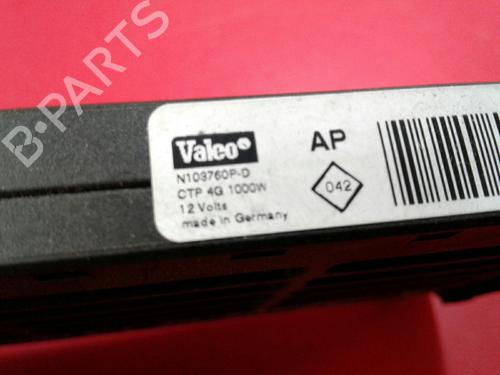 B-PARTS
Valeo
AP
N103760P-D
CTP 4G 1000W
12 Volts
made in Germany
042